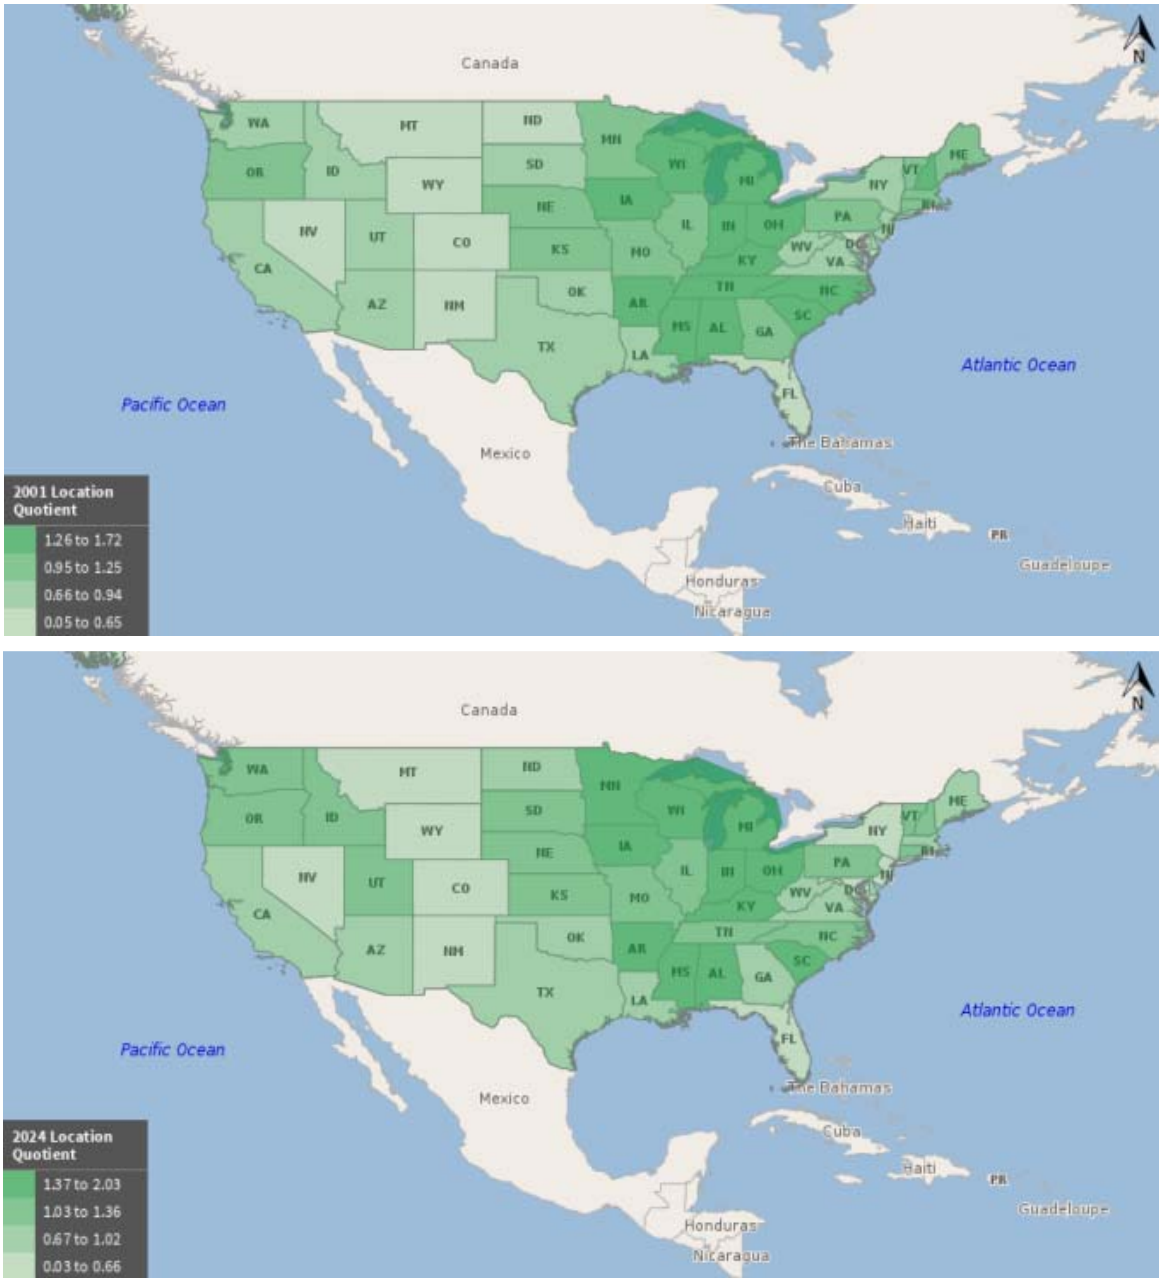 Canada
N
WA
MT
ND
MN
ME
OR
ID
SD
WI
MI
VT
NY
WY
NE
IA
PA
NV
UT
CO
KS
IL
IN
OH
NJ
MO
WV
DC
VA
CA
KY
AZ
NM
OK
AR
TN
NC
TX
MS
AL
GA
SC
LA
FL
Atlantic Ocean
Pacific Ocean
Mexico
The Bahamas
Cuba
Haiti
PR
Guadeloupe
Honduras
Nicaragua
2001 Location
Quotient
1.26 to 1.72
0.95 to 1.25
0.66 to 0.94
0.05 to 0.65
Canada
N
WA
MT
ND
MN
ME
OR
ID
SD
WI
MI
VT
NY
WY
NE
IA
RI
PA
NV
UT
CO
KS
IL
IN
OH
NJ
MO
WV
DC
VA
CA
KY
AZ
NM
OK
AR
TN
NC
TX
MS
AL
GA
SC
LA
FL
Atlantic Ocean
Pacific Ocean
Mexico
The Bahamas
Cuba
Haiti
PR
Guadeloupe
Honduras
Nicaragua
2024 Location
Quotient
1.37 to 2.03
1.03 to 1.36
0.67 to 1.02
0.03 to 0.66